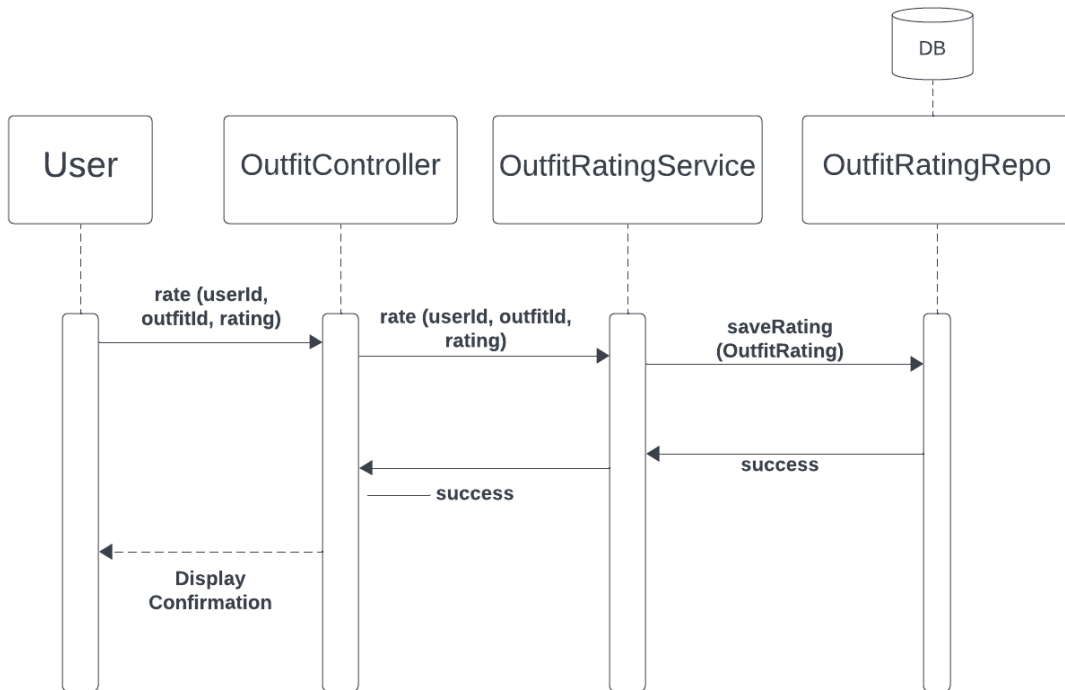 DB
User
OutfitController
OutfitRatingService
OutfitRatingRepo
rate (userId,
outfitId, rating)
rate (userId, outfitId,
rating)
saveRating
(OutfitRating)
success
success
Display
Confirmation